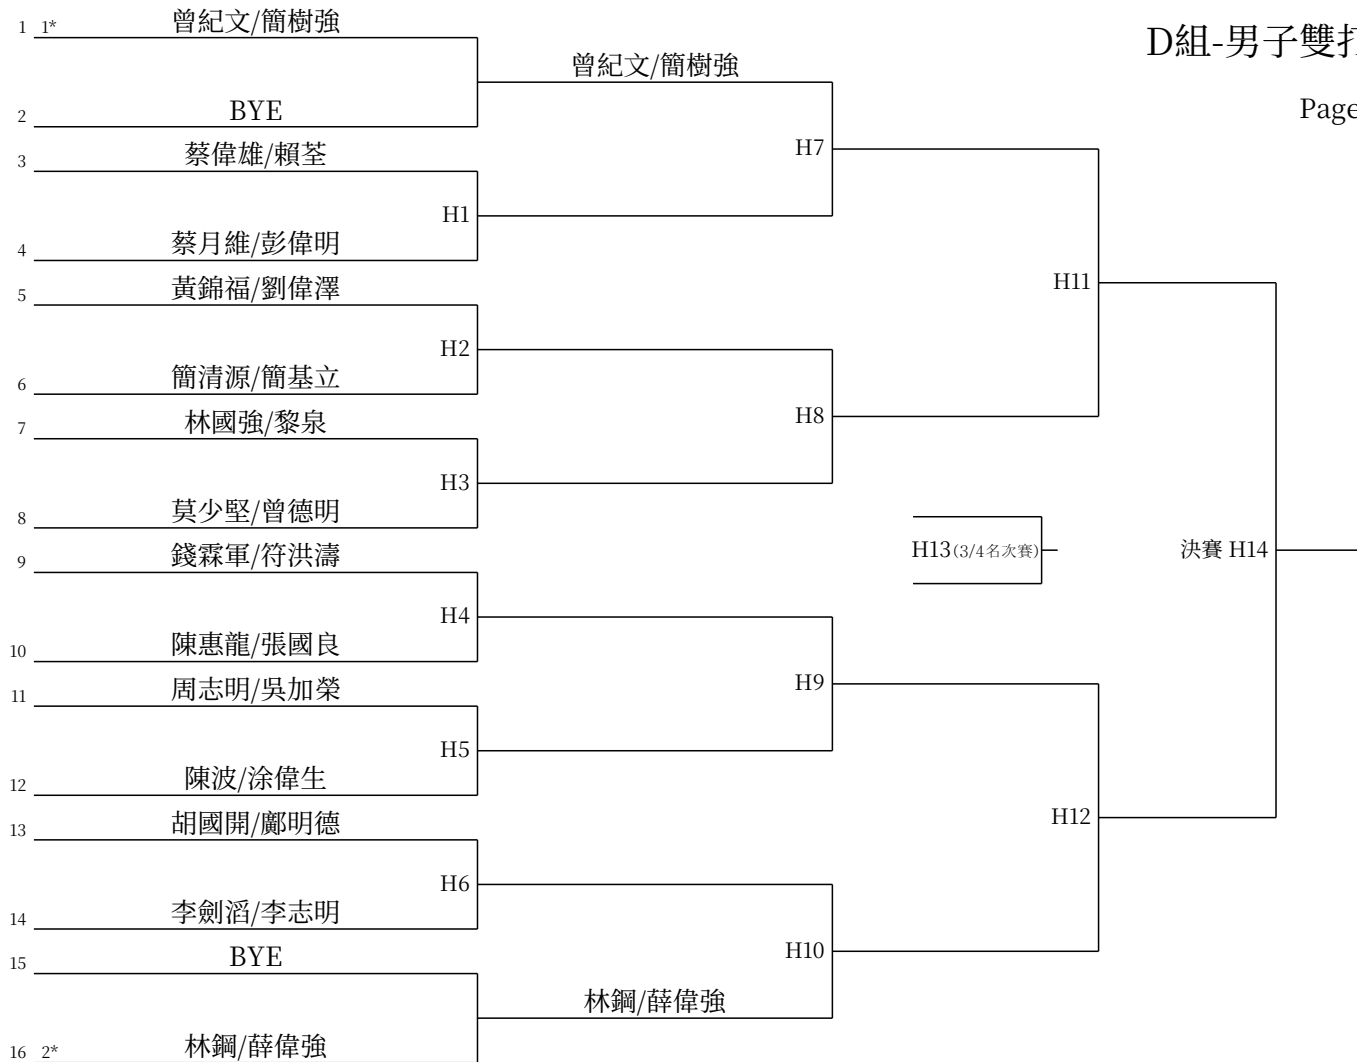 D組-男子雙打
Page
1 1* 曾紀文/簡樹強
曾紀文/簡樹強
2 BYE
3 蔡偉雄/賴荃
H7
H1
4 蔡月維/彭偉明
5 黃錦福/劉偉澤
H11
H2
6 簡清源/簡基立
7 林國強/黎泉
H8
H3
8 莫少堅/曾德明
9 錢霖軍/符洪濤
H13(3/4名次賽)
決賽 H14
H4
10 陳惠龍/張國良
11 周志明/吳加榮
H9
H5
12 陳波/涂偉生
13 胡國開/鄺明德
H12
H6
14 李劍滔/李志明
15 BYE
H10
林鋼/薛偉強
16 2* 林鋼/薛偉強